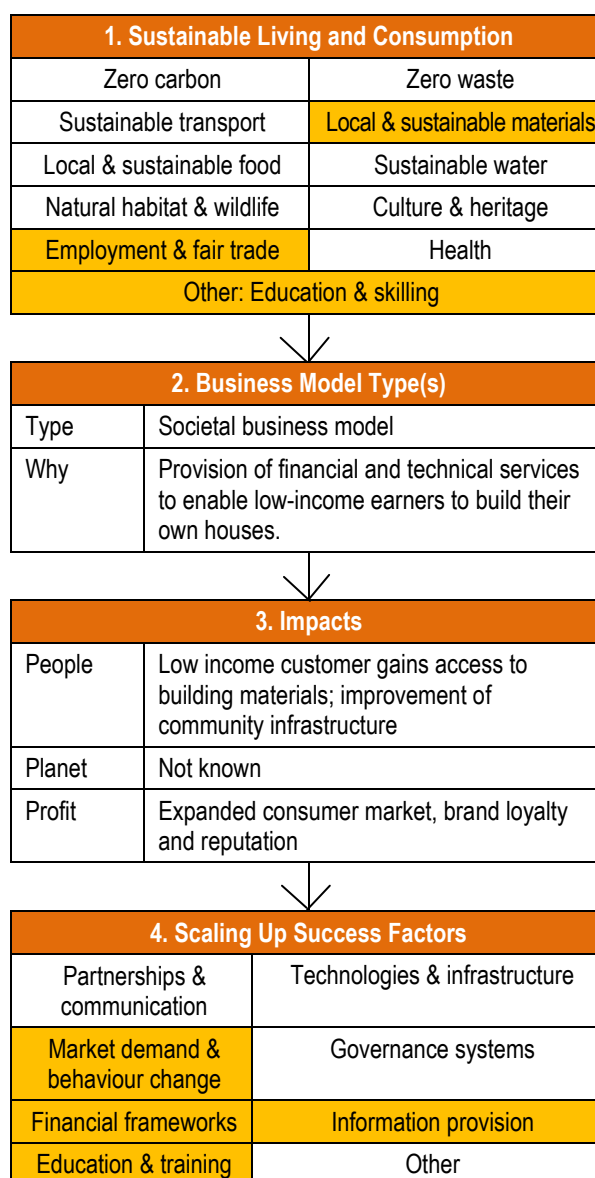 1. Sustainable Living and Consumption
Zero carbon
Zero waste
Sustainable transport
Local & sustainable materials
Local & sustainable food
Sustainable water
Natural habitat & wildlife
Culture & heritage
Employment & fair trade
Health
Other: Education & skilling
2. Business Model Type(s)
Type
Societal business model
Why
Provision of financial and technical services
to enable low-income earners to build their
own houses.
3. Impacts
People
Low income customer gains access to
building materials; improvement of
community infrastructure
Planet
Not known
Profit
Expanded consumer market, brand loyalty
and reputation
4. Scaling Up Success Factors
Partnerships &
communication
Technologies & infrastructure
Market demand &
behaviour change
Governance systems
Financial frameworks
Information provision
Education & training
Other